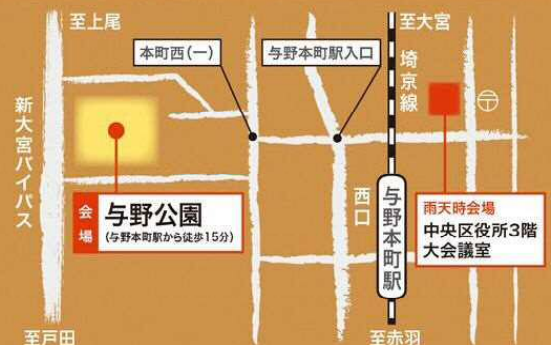 至上尾
至大宮
本町西(一)
与野本町駅入口
埼京線
〒
新大宮バイパス
会場
与野公園
(与野本町駅から徒歩15分)
西口
与野本町駅
雨天時会場
中央区役所3階
大会議室
至戸田
至赤羽